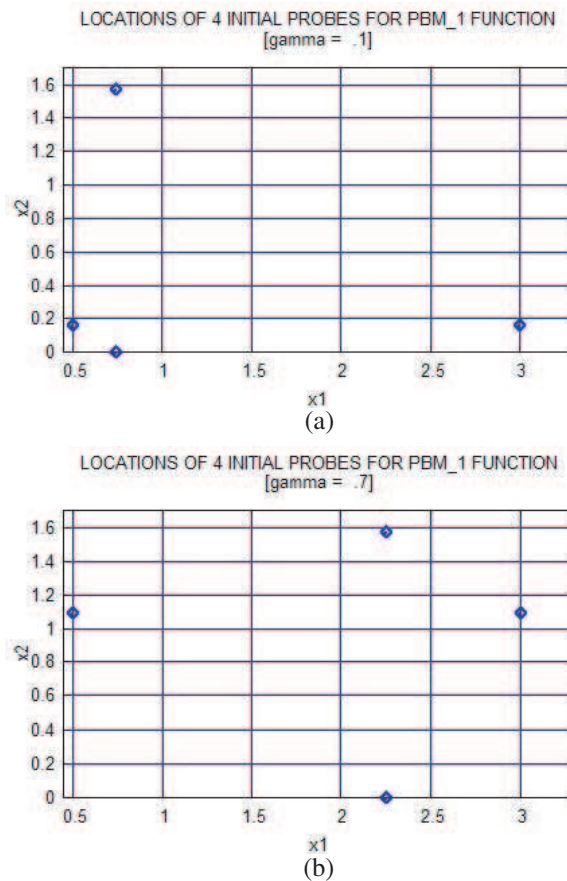 LOCATIONS OF 4 INITIAL PROBES FOR PBM_1 FUNCTION
[gamma = .1]
1.6
1.4
1.2
1
0.8
0.6
0.4
0.2
0
x2
0.5 1 1.5 2 2.5 3
x1
(a)
LOCATIONS OF 4 INITIAL PROBES FOR PBM_1 FUNCTION
[gamma = .7]
1.6
1.4
1.2
1
0.8
0.6
0.4
0.2
0
x2
0.5 1 1.5 2 2.5 3
x1
(b)